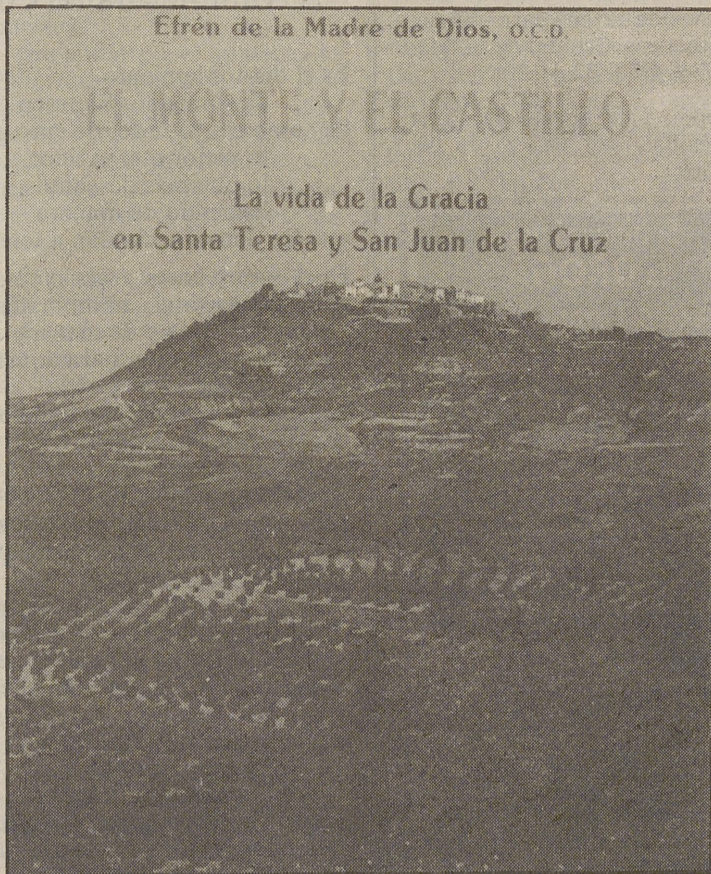 Efrén de la Madre de Dios, O.C.D.
EL MONTE Y EL CASTILLO
La vida de la Gracia
en Santa Teresa y San Juan de la Cruz